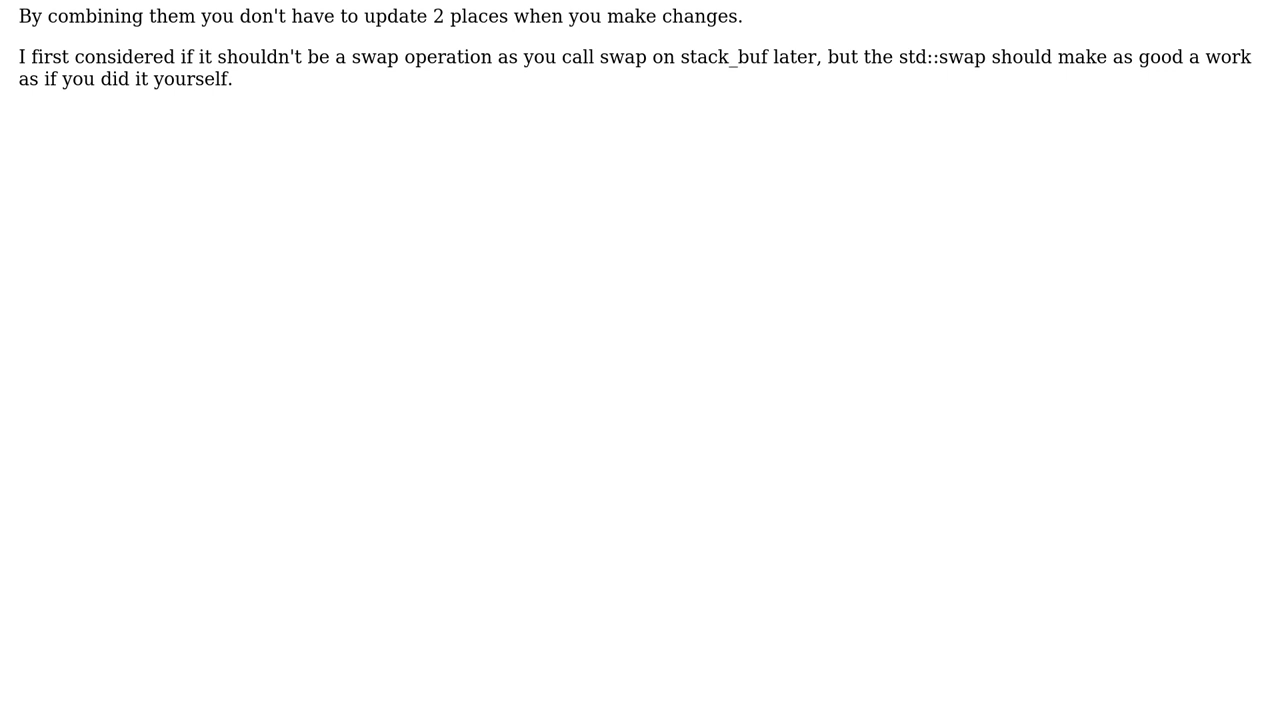 By combining them you don't have to update 2 places when you make changes.
I first considered if it shouldn't be a swap operation as you call swap on stack_buf later, but the std::swap should make as good a work
as if you did it yourself.